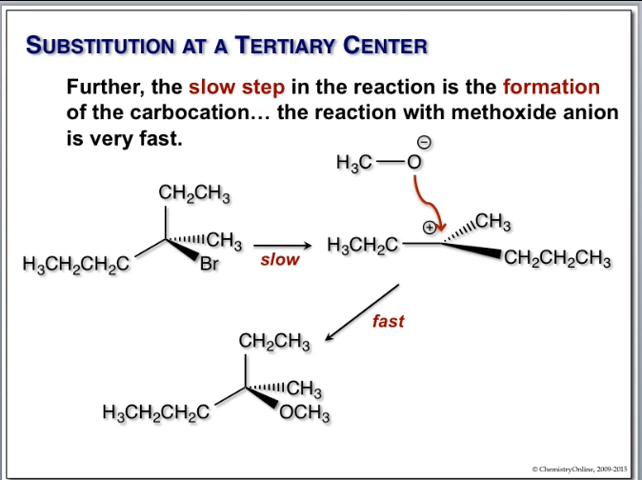 SUBSTITUTION AT A TERTIARY CENTER
Further, the slow step in the reaction is the formation
of the carbocation... the reaction with methoxide anion
is very fast.
⊖
H₃C—O
CH₂CH₃
CH₃
H₃CH₂CH₂C
Br
slow
H₃CH₂C
⊕
CH₃
CH₂CH₂CH₃
fast
CH₂CH₃
CH₃
H₃CH₂CH₂C
OCH₃
© ChemistryOnline, 2009-2015